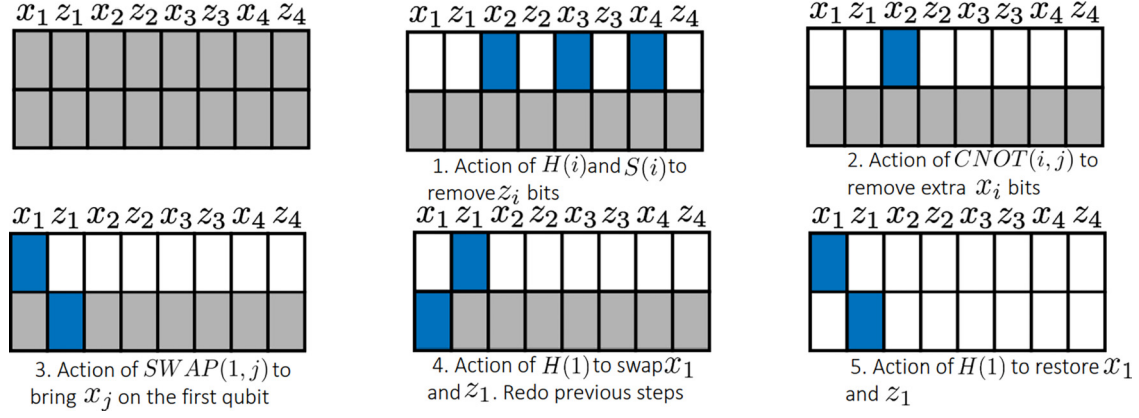 x₁ z₁ x₂ z₂ x₃ z₃ x₄ z₄
x₁ z₁ x₂ z₂ x₃ z₃ x₄ z₄
1. Action of H(i) and S(i) to
remove zᵢ bits
x₁ z₁ x₂ z₂ x₃ z₃ x₄ z₄
2. Action of CNOT(i, j) to
remove extra xᵢ bits
x₁ z₁ x₂ z₂ x₃ z₃ x₄ z₄
3. Action of SWAP(1, j) to
bring xⱼ on the first qubit
x₁ z₁ x₂ z₂ x₃ z₃ x₄ z₄
4. Action of H(1) to swap x₁
and z₁. Redo previous steps
x₁ z₁ x₂ z₂ x₃ z₃ x₄ z₄
5. Action of H(1) to restore x₁
and z₁